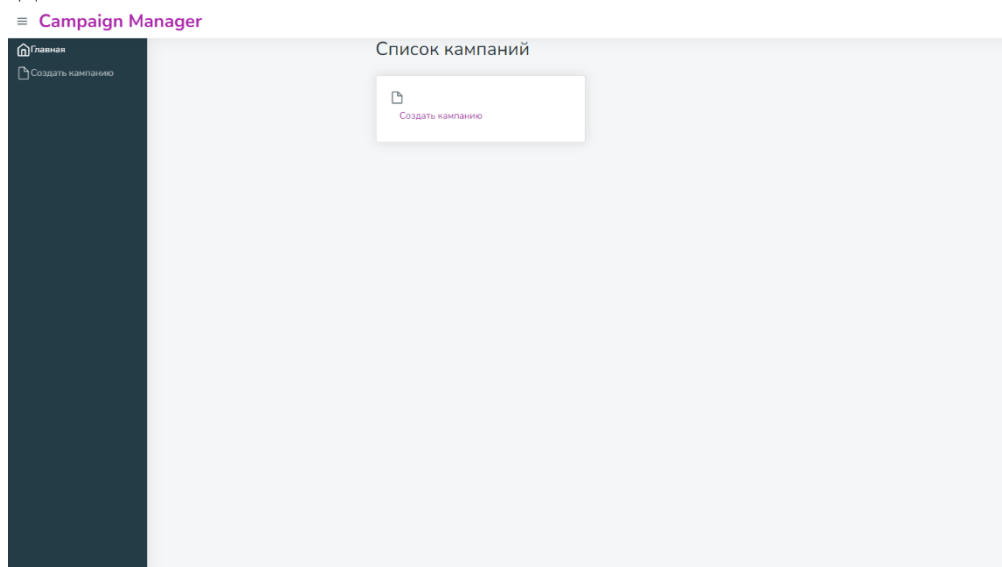 Campaign Manager
Главная
Создать кампанию
Список кампаний
Создать кампанию